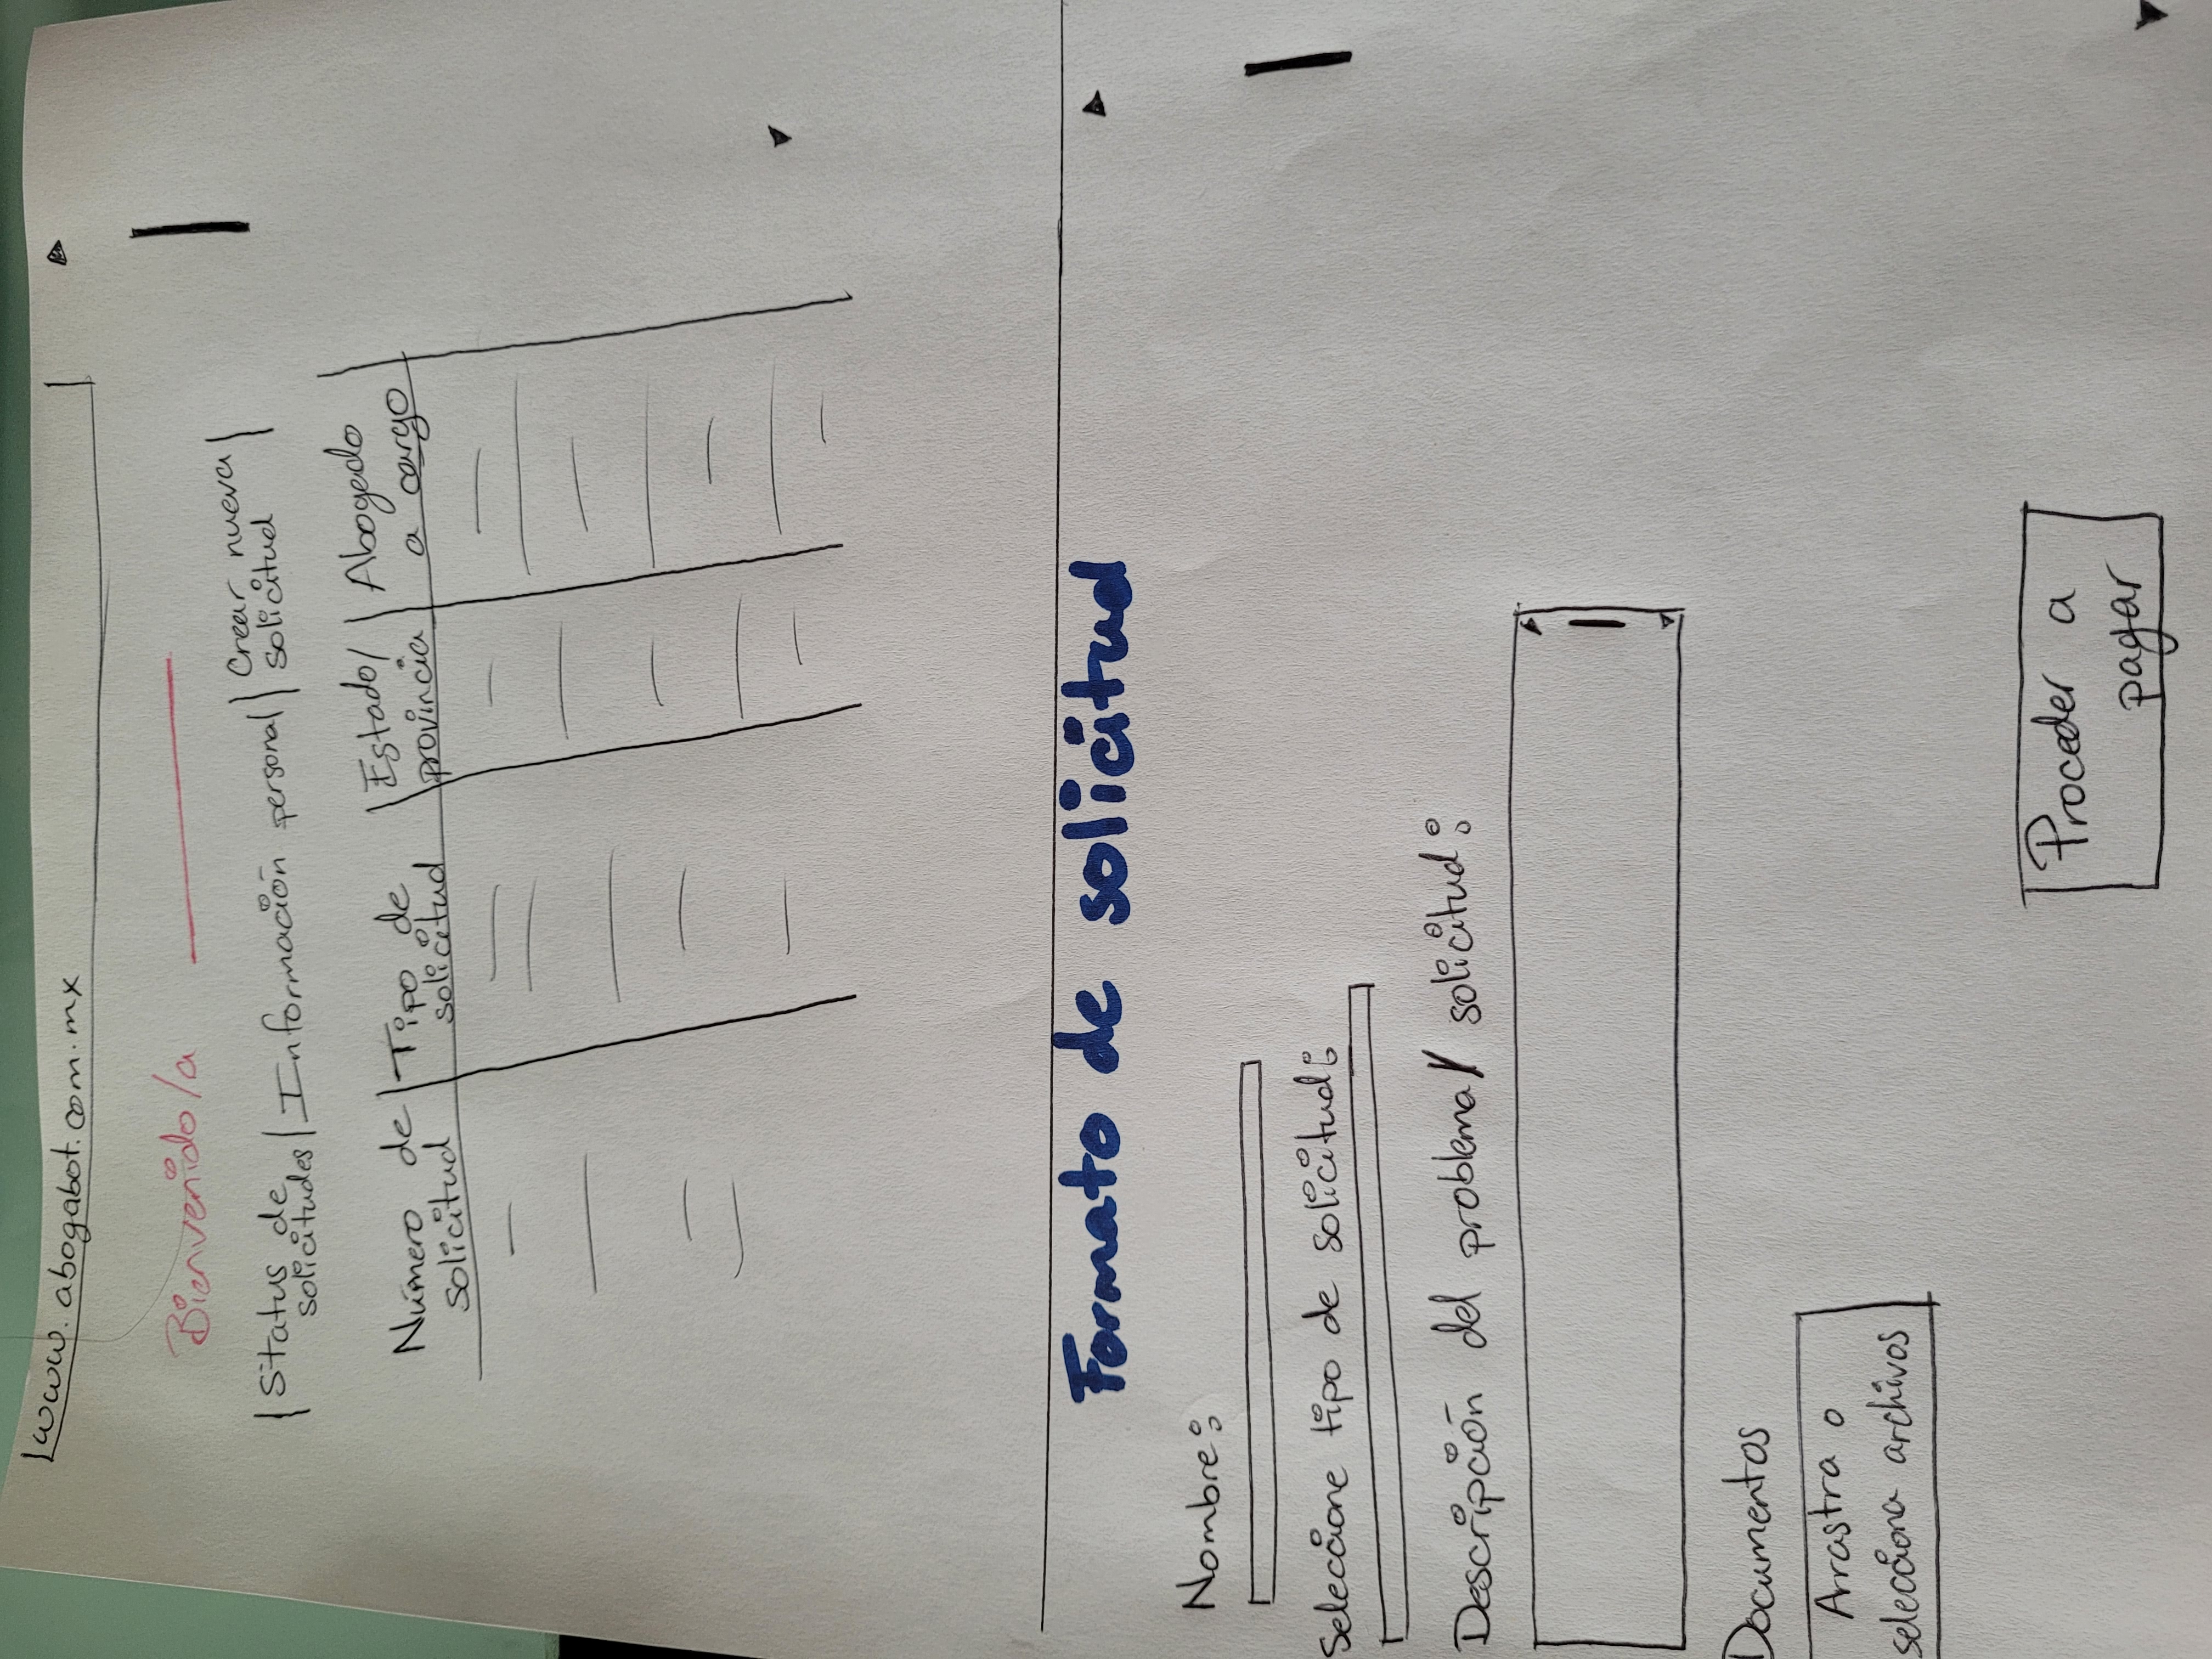 www.abogabot.com.mx
Bienvenido/a
Status de solicitudes
Información personal
Crear nueva solicitud
Número de solicitud
Tipo de solicitud
Estado/ provincia
Abogado a cargo
Formato de solicitud
Nombre:
Seleccione tipo de solicitud:
Descripción del problema/ solicitud:
Documentos
Arrastra o
selecciona archivos
Proceder a
pagar